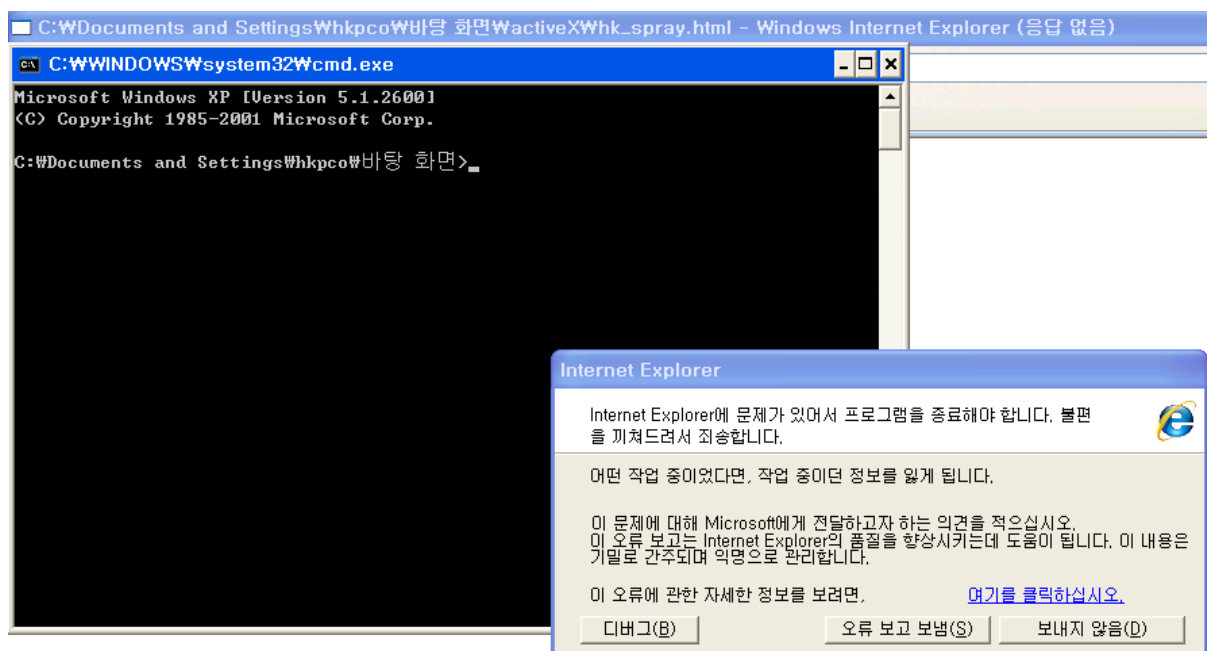 C:₩Documents and Settings₩hkpco₩바탕 화면₩activeX₩hk_spray.html - Windows Internet Explorer (응답 없음)
C:₩WINDOWS₩system32₩cmd.exe
Microsoft Windows XP [Version 5.1.2600]
(C) Copyright 1985-2001 Microsoft Corp.
C:₩Documents and Settings₩hkpco₩바탕 화면>_
Internet Explorer
Internet Explorer에 문제가 있어서 프로그램을 종료해야 합니다. 불편
을 끼쳐드려서 죄송합니다.
어떤 작업 중이었다면, 작업 중이던 정보를 잃게 됩니다.
이 문제에 대해 Microsoft에게 전달하고자 하는 의견을 적으십시오.
이 오류 보고는 Internet Explorer의 품질을 향상시키는데 도움이 됩니다. 이 내용은
기밀로 간주되며 익명으로 관리합니다.
이 오류에 관한 자세한 정보를 보려면, 여기를 클릭하십시오.
디버그(B) 오류 보고 보냄(S) 보내지 않음(D)